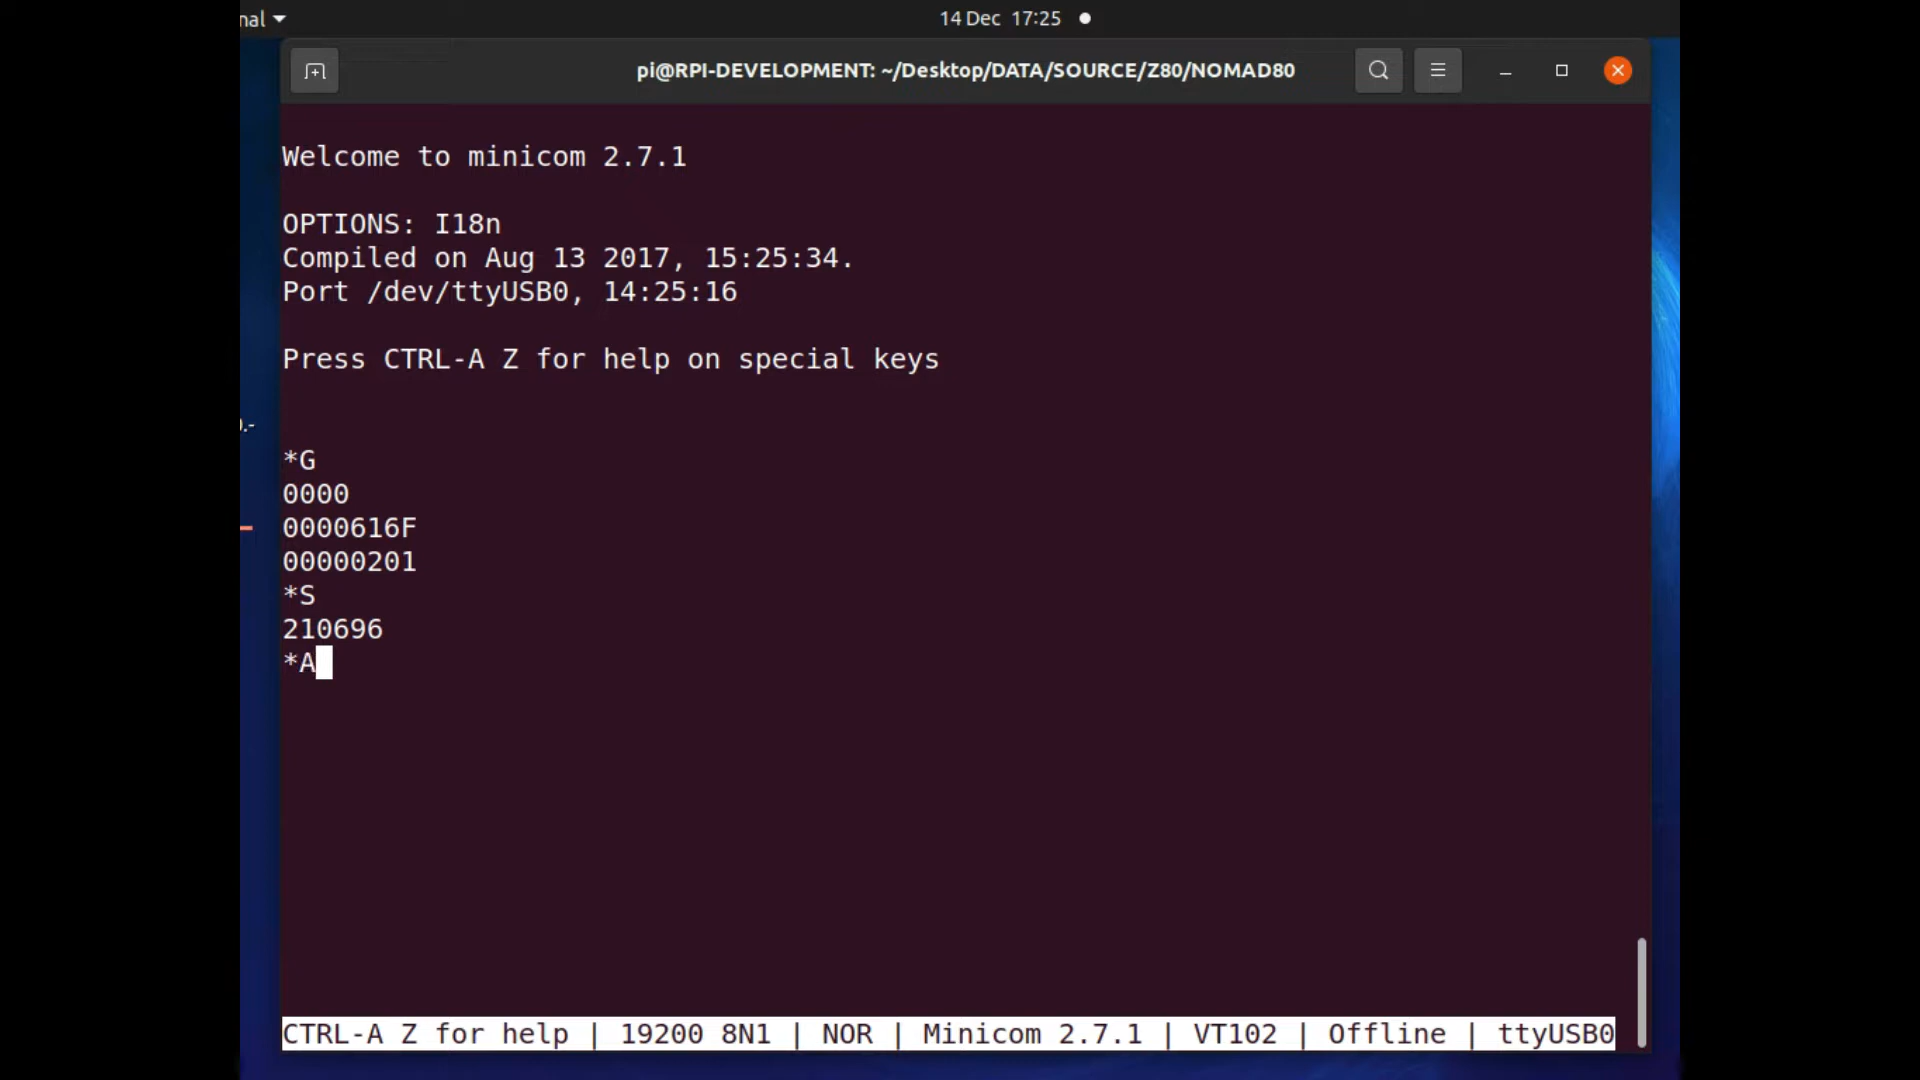 nal
14 Dec 17:25
pi@RPI-DEVELOPMENT: ~/Desktop/DATA/SOURCE/Z80/NOMAD80
Welcome to minicom 2.7.1
OPTIONS: I18n
Compiled on Aug 13 2017, 15:25:34.
Port /dev/ttyUSB0, 14:25:16
Press CTRL-A Z for help on special keys
*G
0000
0000616F
00000201
*S
210696
*A
CTRL-A Z for help | 19200 8N1 | NOR | Minicom 2.7.1 | VT102 | Offline | ttyUSB0